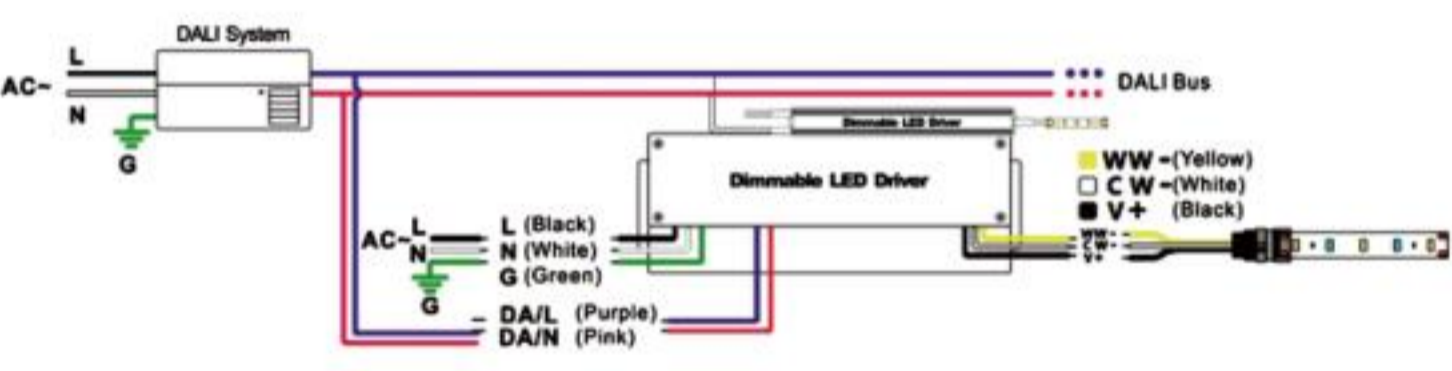 DALI System
L
AC~
N
G
DALI Bus
Dimmable LED Driver
Dimmable LED Driver
WW -(Yellow)
C W -(White)
V + (Black)
L L (Black)
AC~
N N (White)
G (Green)
G
DA/L (Purple)
DA/N (Pink)
WW -
C W -
V +